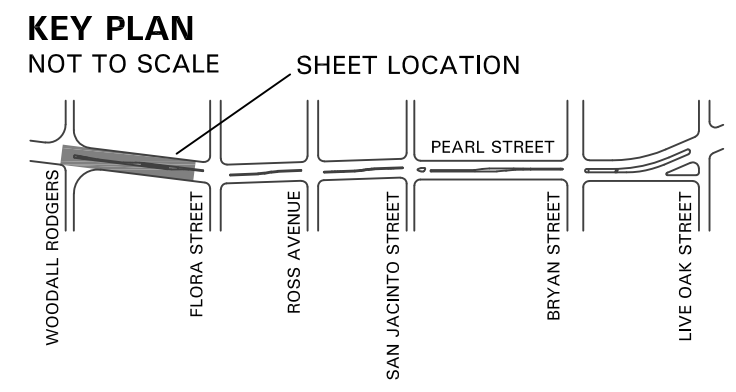 KEY PLAN
NOT TO SCALE
SHEET LOCATION
PEARL STREET
WOODALL RODGERS
FLORA STREET
ROSS AVENUE
SAN JACINTO STREET
BRYAN STREET
LIVE OAK STREET